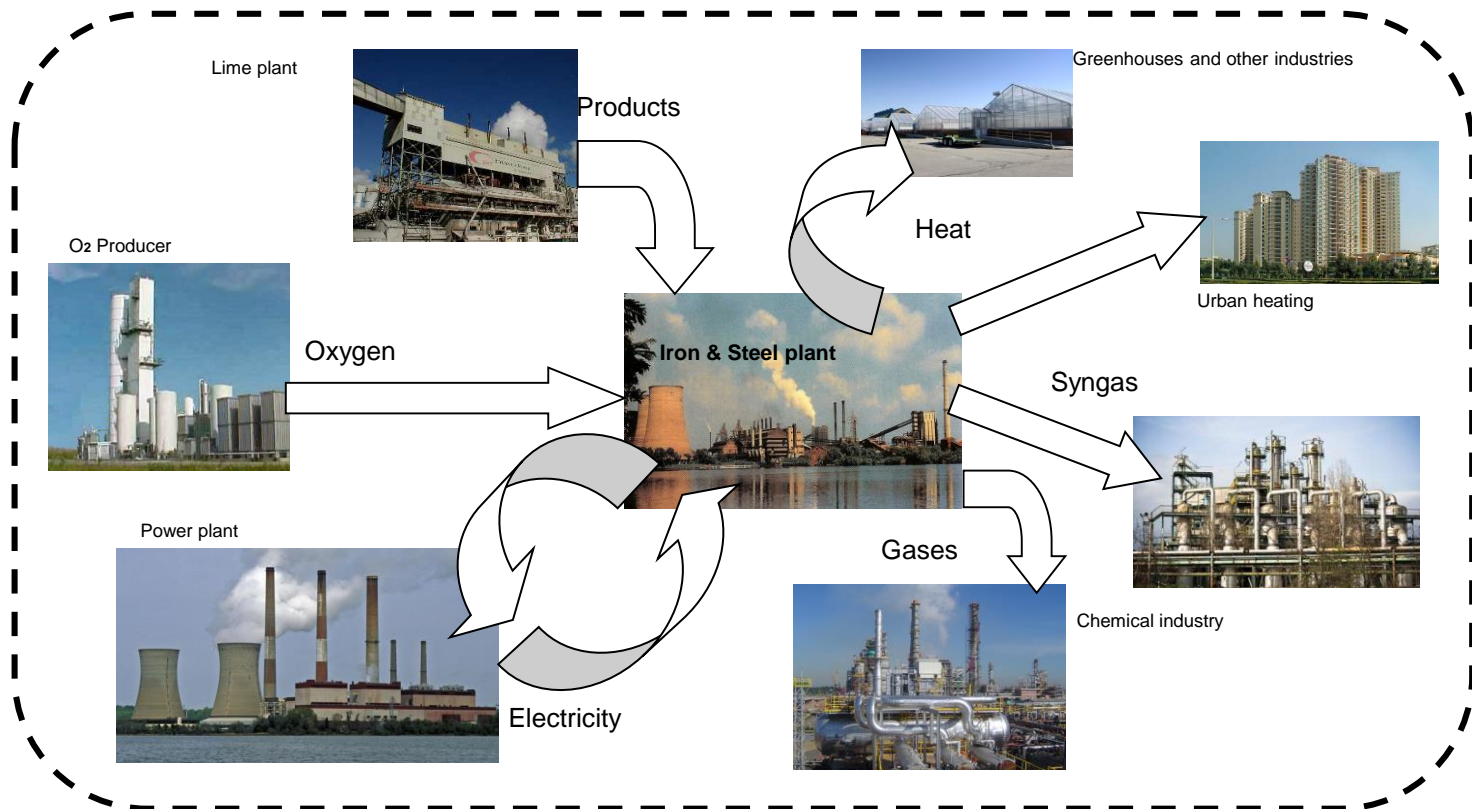 Lime plant
Products
Greenhouses and other industries
Heat
O₂ Producer
Urban heating
Oxygen
Iron & Steel plant
Syngas
Power plant
Gases
Chemical industry
Electricity